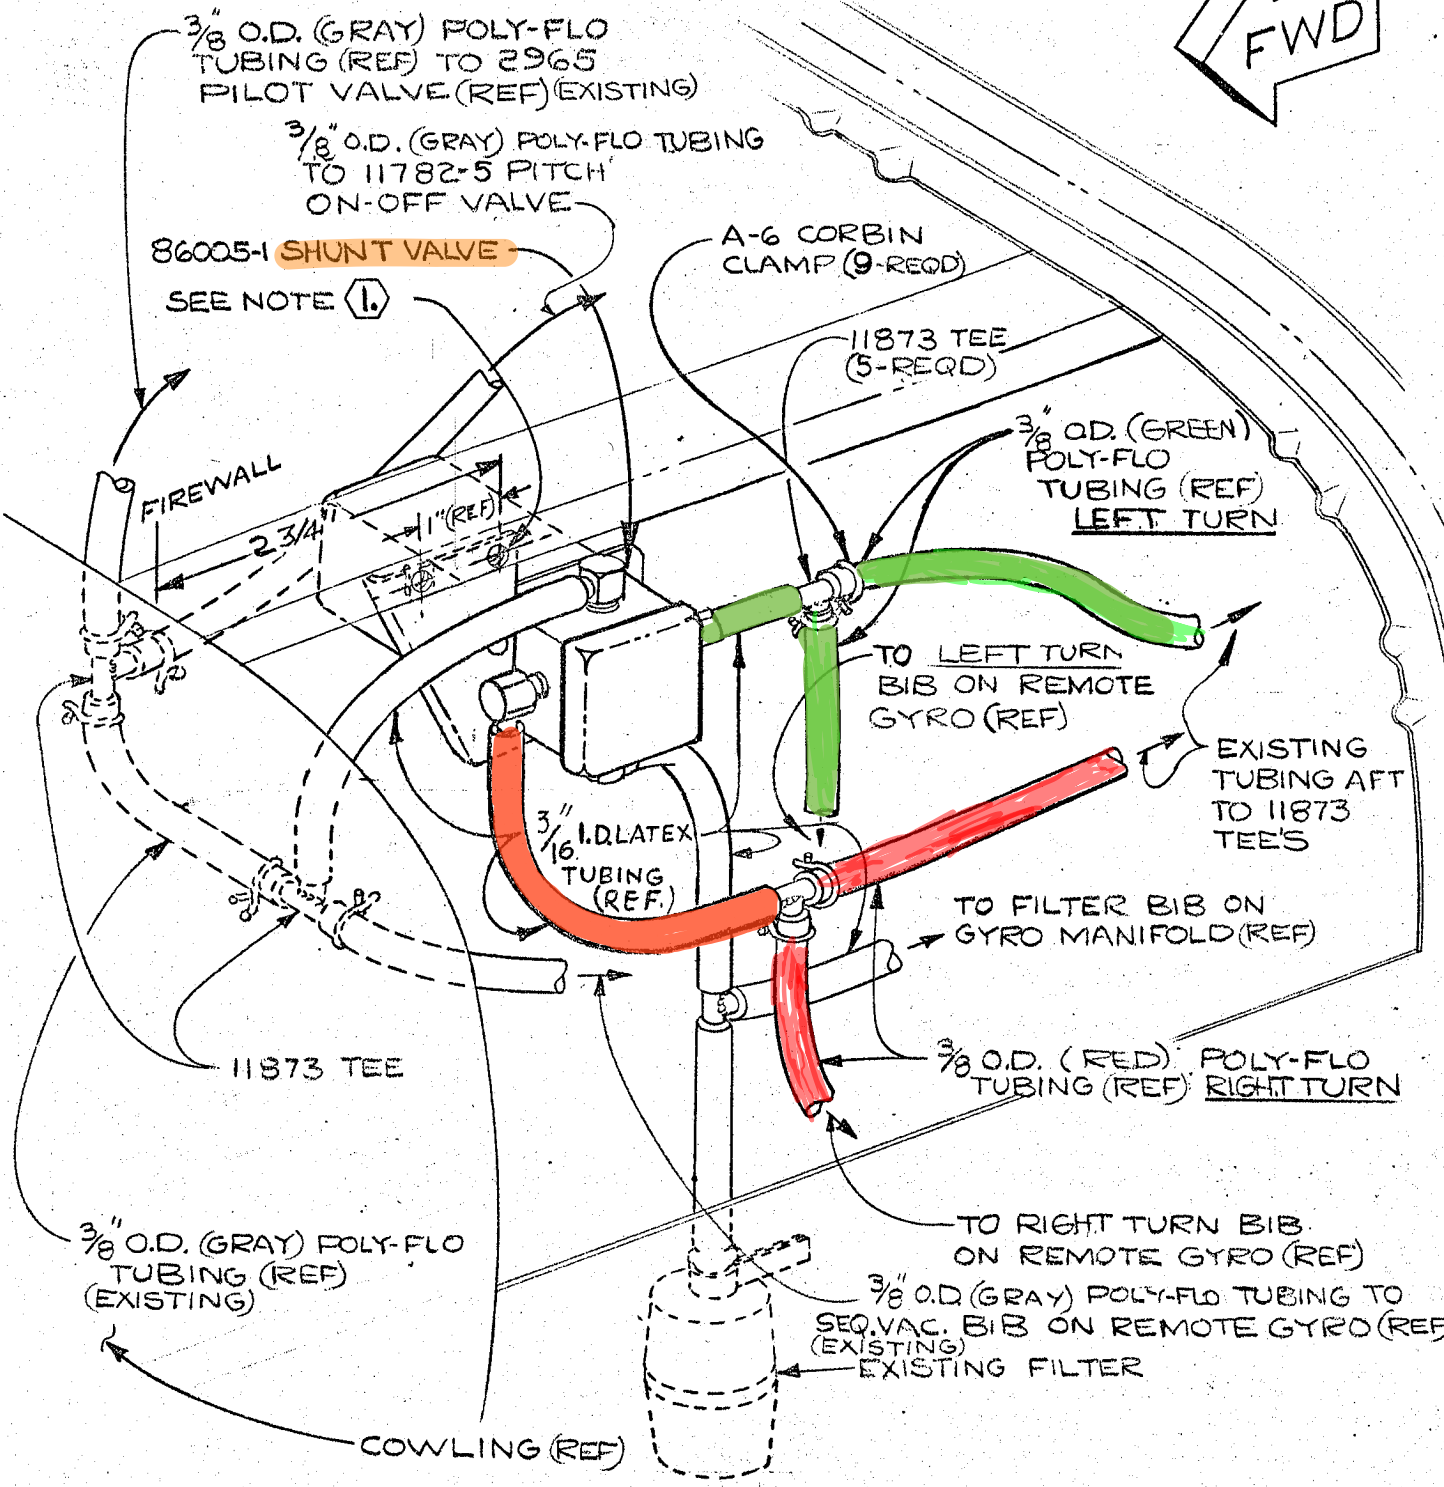 3/8" O.D. (GRAY) POLY-FLO
TUBING (REF) TO 2965
PILOT VALVE (REF) (EXISTING)
FWD
3/8" O.D. (GRAY) POLY-FLO TUBING
TO 11782-5 PITCH
ON-OFF VALVE
86005-1 SHUNT VALVE
SEE NOTE 1.
A-6 CORBIN
CLAMP (9-REQD)
11873 TEE
(5-REQD)
3/8" O.D. (GREEN)
POLY-FLO
TUBING (REF)
LEFT TURN
FIREWALL
2 3/4"
1" (REF)
TO LEFT TURN
BIB ON REMOTE
GYRO (REF)
EXISTING
TUBING AFT
TO 11873
TEE'S
3/16" I.D. LATEX
TUBING
(REF.)
TO FILTER BIB ON
GYRO MANIFOLD (REF)
11873 TEE
3/8 O.D. (RED) POLY-FLO
TUBING (REF) RIGHT TURN
TO RIGHT TURN BIB
ON REMOTE GYRO (REF)
3/8" O.D. (GRAY) POLY-FLO
TUBING (REF)
(EXISTING)
3/8" O.D. (GRAY) POLY-FLO TUBING TO
SEQ. VAC. BIB ON REMOTE GYRO (REF
(EXISTING)
EXISTING FILTER
COWLING (REF)